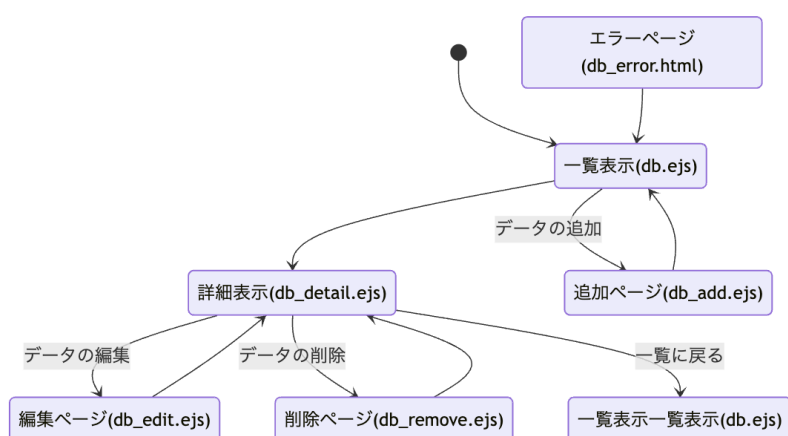 エラーページ
(db_error.html)
一覧表示(db.ejs)
データの追加
詳細表示(db_detail.ejs)
追加ページ(db_add.ejs)
データの編集
データの削除
一覧に戻る
編集ページ(db_edit.ejs)
削除ページ(db_remove.ejs)
一覧表示一覧表示(db.ejs)